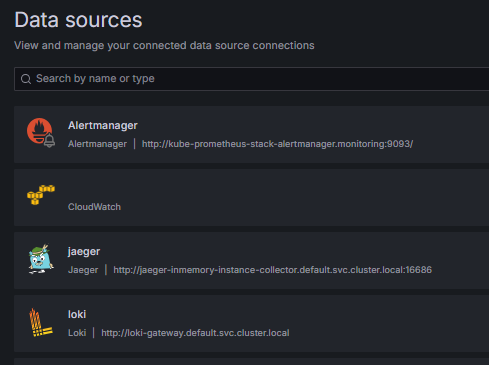 Data sources
View and manage your connected data source connections
Search by name or type
Alertmanager
Alertmanager | http://kube-prometheus-stack-alertmanager.monitoring:9093/
CloudWatch
jaeger
Jaeger | http://jaeger-inmemory-instance-collector.default.svc.cluster.local:16686
loki
Loki | http://loki-gateway.default.svc.cluster.local